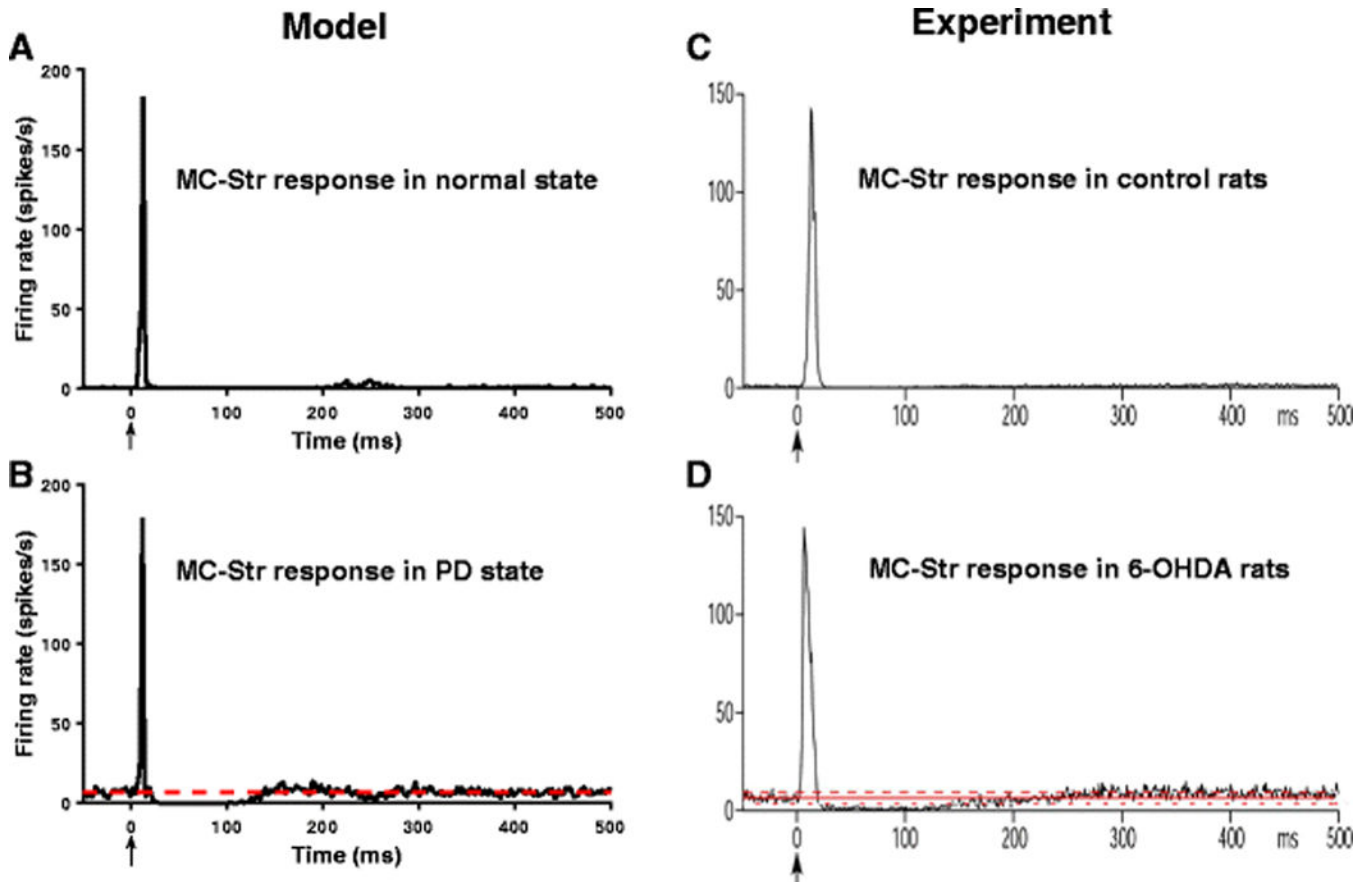 Model
Experiment
A
200
150
100
50
0
Firing rate (spikes/s)
MC-Str response in normal state
0 100 200 300 400 500
Time (ms)
C
150
100
50
0
MC-Str response in control rats
0 100 200 300 400 ms 500
B
200
150
100
50
0
Firing rate (spikes/s)
MC-Str response in PD state
0 100 200 300 400 500
Time (ms)
D
150
100
50
0
MC-Str response in 6-OHDA rats
0 100 200 300 400 ms 500